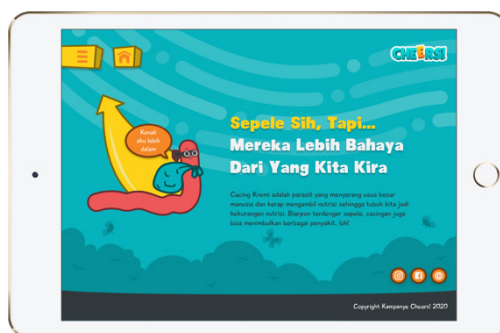 CHEERS!
Kenali
aku lebih
dalam
Sepele Sih, Tapi...
Mereka Lebih Bahaya
Dari Yang Kita Kira
Cacing Kremi adalah parasit yang menyerang usus besar
manusia dan kerap mengambil nutrisi sehingga tubuh kita jadi
kekurangan nutrisi. Biarpun terdengar sepele, cacingan juga
bisa menimbulkan berbagai penyakit, loh!
Copyright Kampanye Cheers! 2020